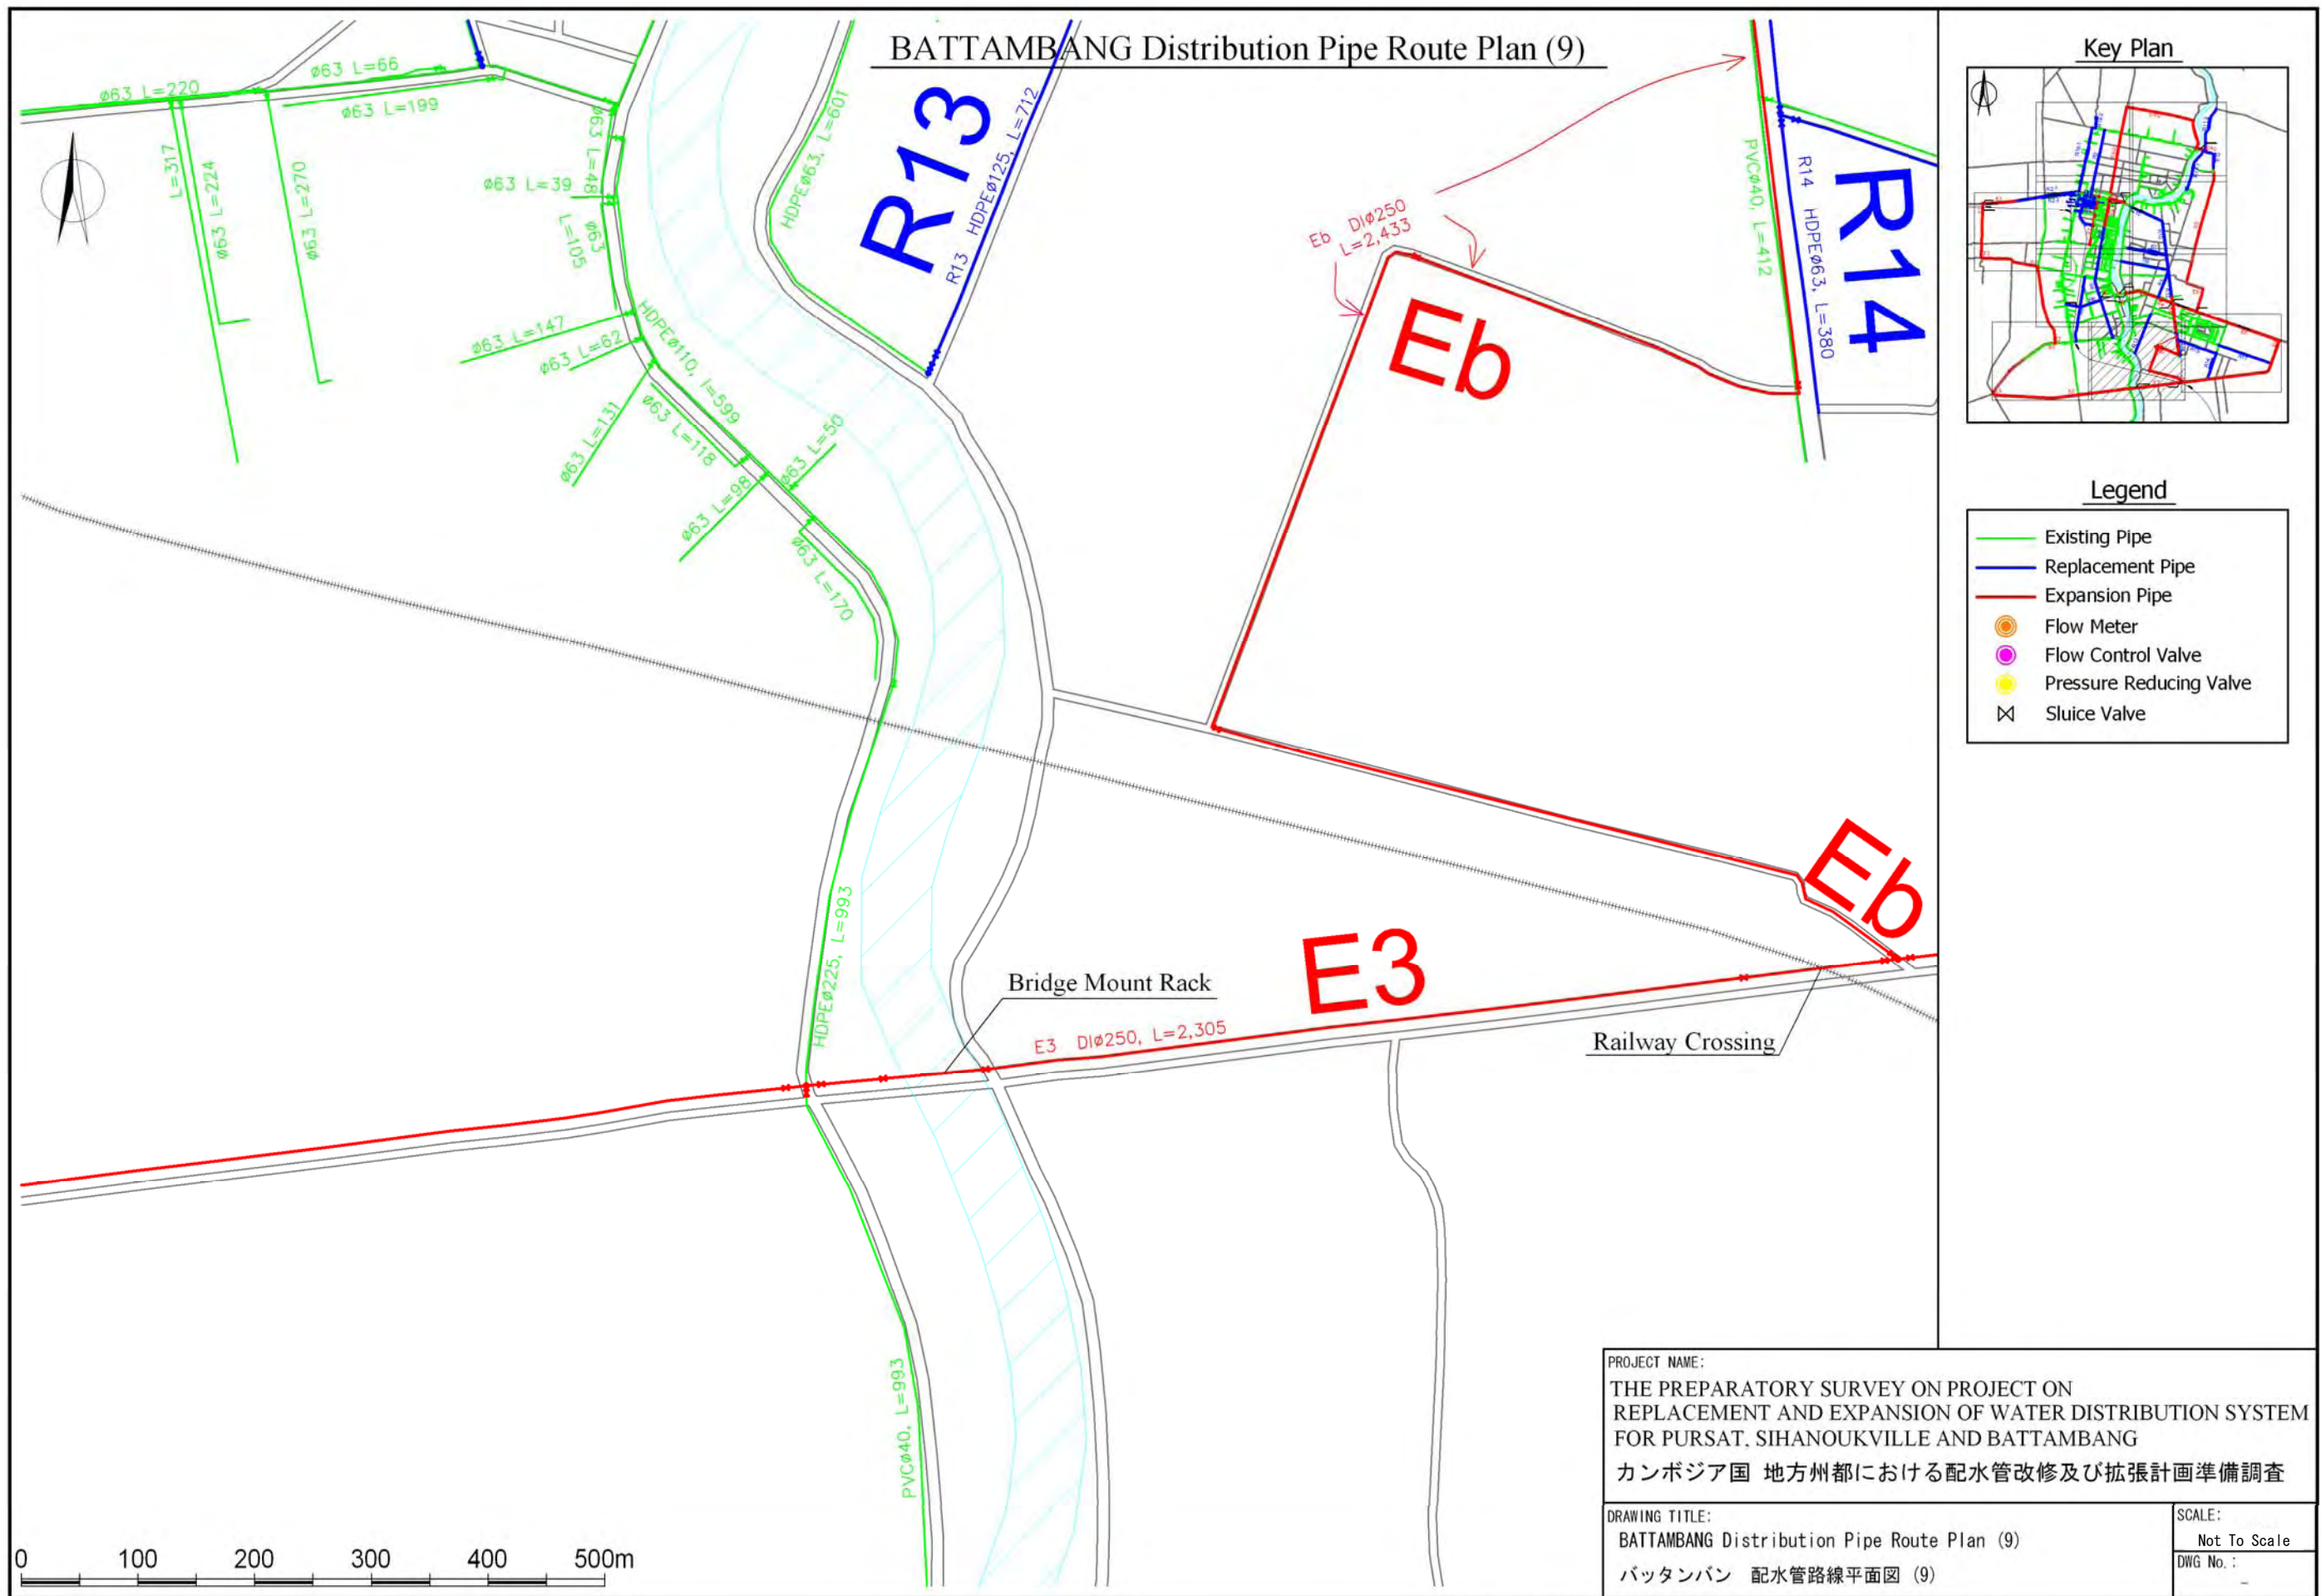 BATTAMBANG Distribution Pipe Route Plan (9)
ø63 L=220
ø63 L=66
ø63 L=199
L=317
ø63 L=224
ø63 L=270
ø63 L=48
ø63 L=39
ø63
L=105
ø63 L=147
ø63 L=62
HDPEø110, l=599
ø63 L=131
ø63 L=118
ø63 L=98
ø63 L=50
ø63 L=170
HDPEø63, L=601
R13
R13 HDPEø125, L=712
Eb DIø250
L=2,433
Eb
PVCø40, L=412
R14 HDPEø63, L=380
R14
Eb
E3
HDPEø225, L=993
Bridge Mount Rack
E3 DIø250, L=2,305
Railway Crossing
PVCø40, L=993
0 100 200 300 400 500m
Key Plan
Legend
Existing Pipe
Replacement Pipe
Expansion Pipe
Flow Meter
Flow Control Valve
Pressure Reducing Valve
Sluice Valve
PROJECT NAME:
THE PREPARATORY SURVEY ON PROJECT ON
REPLACEMENT AND EXPANSION OF WATER DISTRIBUTION SYSTEM
FOR PURSAT, SIHANOUKVILLE AND BATTAMBANG
カンボジア国 地方州都における配水管改修及び拡張計画準備調査
DRAWING TITLE:
BATTAMBANG Distribution Pipe Route Plan (9)
バッタンバン 配水管路線平面図 (9)
SCALE:
Not To Scale
DWG No.:
–